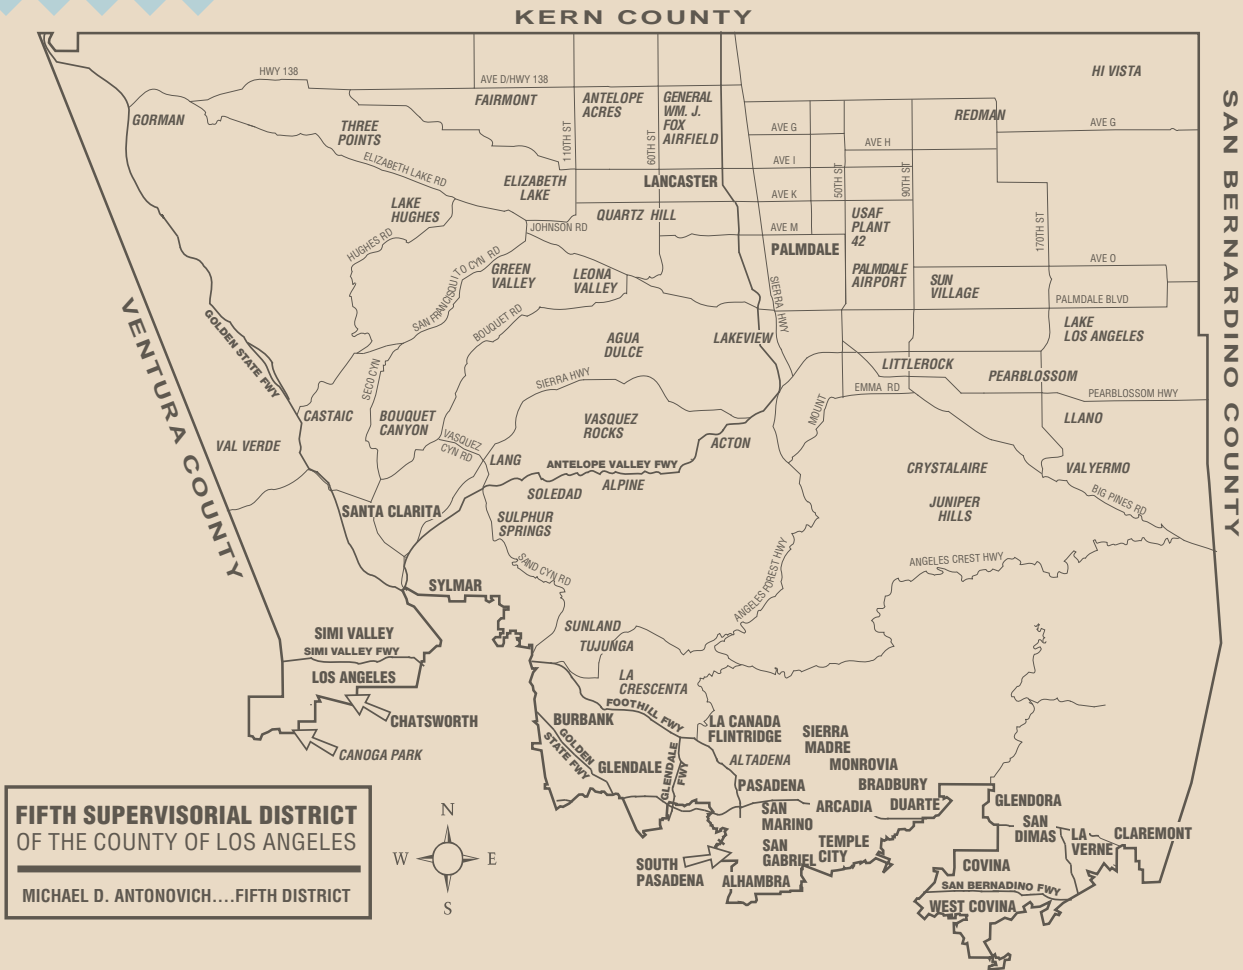 KERN COUNTY
HWY 138
AVE D/HWY 138
HI VISTA
GORMAN
THREE
POINTS
FAIRMONT
ANTELOPE
ACRES
GENERAL
WM. J.
FOX
AIRFIELD
REDMAN
AVE G
AVE G
AVE H
110TH ST
60TH ST
50TH ST
90TH ST
ELIZABETH LAKE RD
ELIZABETH
LAKE
LANCASTER
AVE I
AVE K
LAKE
HUGHES
QUARTZ HILL
JOHNSON RD
AVE M
USAF
PLANT
42
170TH ST
HUGHES RD
SAN FRANCISQUITO CYN RD
GREEN
VALLEY
LEONA
VALLEY
PALMDALE
PALMDALE
AIRPORT
SUN
VILLAGE
AVE O
PALMDALE BLVD
SIERRA HWY
VENTURA COUNTY
SAN BERNARDINO COUNTY
GOLDEN STATE FWY
BOUQUET RD
AGUA
DULCE
LAKEVIEW
LAKE
LOS ANGELES
LITTLEROCK
PEARBLOSSOM
EMMA RD
PEARBLOSSOM HWY
SECO CYN
SIERRA HWY
MOUNT
CASTAIC
BOUQUET
CANYON
VASQUEZ
ROCKS
LLANO
VAL VERDE
VASQUEZ
CYN RD
LANG
ACTON
ANTELOPE VALLEY FWY
CRYSTALAIRE
VALYERMO
SOLEDAD
ALPINE
BIG PINES RD
SANTA CLARITA
SULPHUR
SPRINGS
JUNIPER
HILLS
ANGELES FOREST HWY
ANGELES CREST HWY
SAND CYN RD
SYLMAR
SUNLAND
TUJUNGA
SIMI VALLEY
SIMI VALLEY FWY
LOS ANGELES
LA
CRESCENTA
CHATSWORTH
CANOGA PARK
FOOTHILL FWY
BURBANK
GOLDEN
STATE FWY
GLENDALE
GLENDALE
FWY
LA CANADA
FLINTRIDGE
SIERRA
MADRE
ALTADENA
MONROVIA
PASADENA
BRADBURY
SAN
MARINO
ARCADIA
DUARTE
GLENDORA
SAN
DIMAS
LA
VERNE
CLAREMONT
SAN
GABRIEL
TEMPLE
CITY
SOUTH
PASADENA
ALHAMBRA
COVINA
SAN BERNADINO FWY
WEST COVINA
FIFTH SUPERVISORIAL DISTRICT
OF THE COUNTY OF LOS ANGELES
MICHAEL D. ANTONOVICH....FIFTH DISTRICT
N
W
E
S